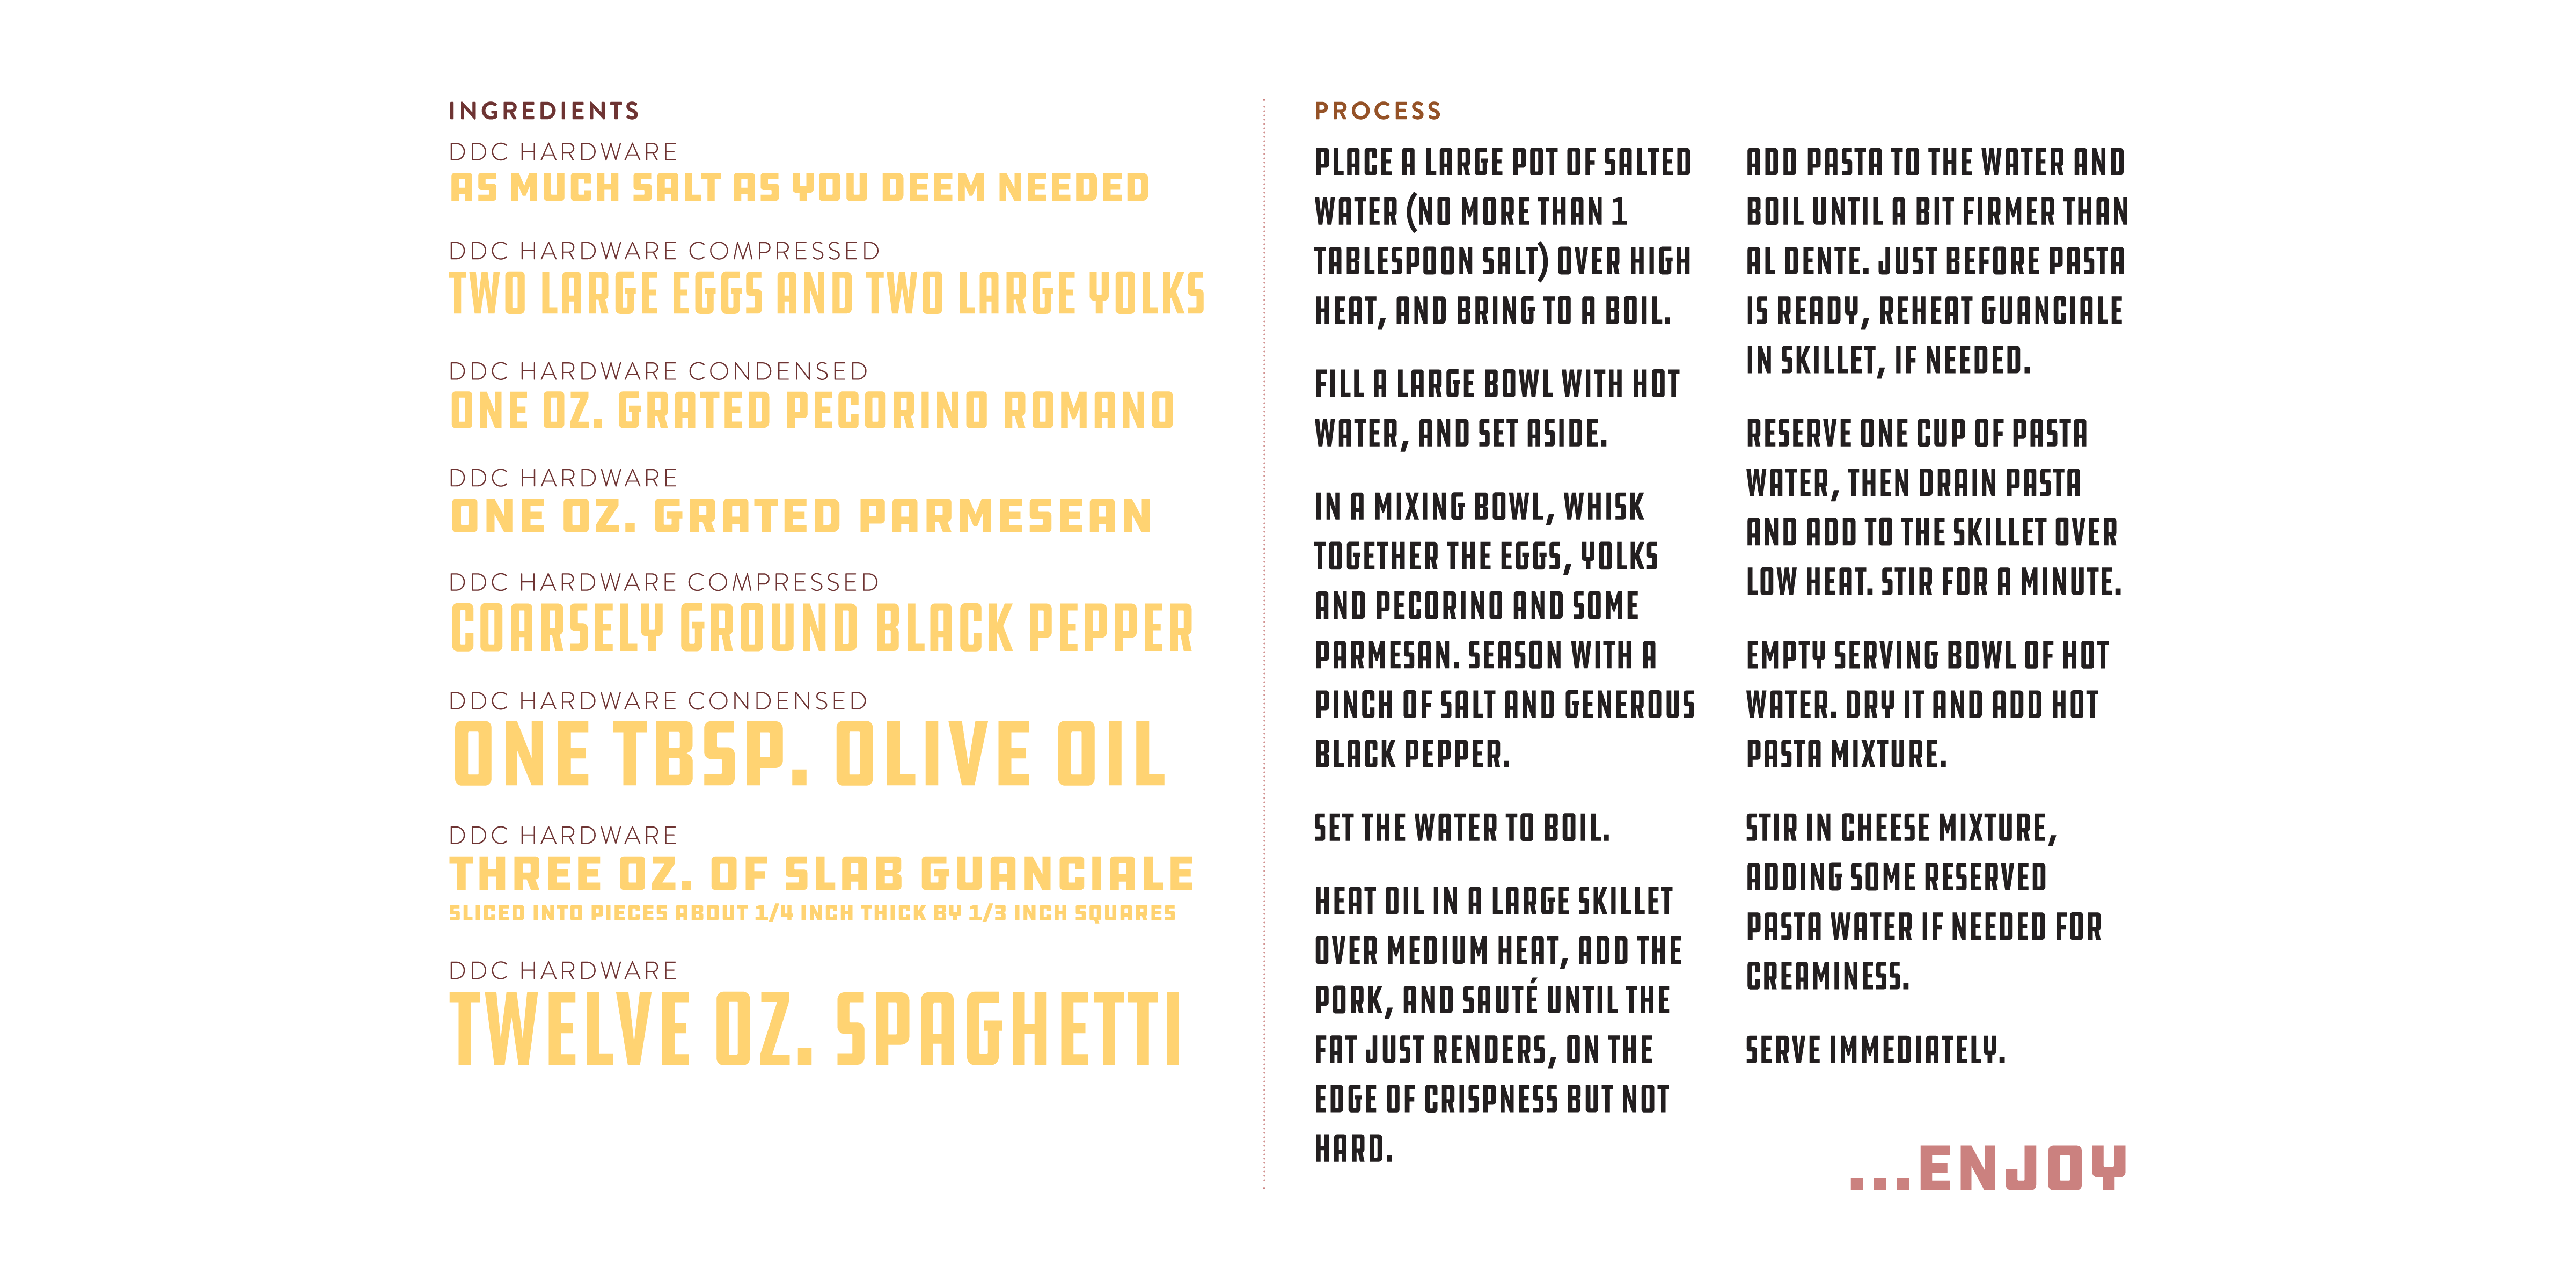 INGREDIENTS
DDC HARDWARE
AS MUCH SALT AS YOU DEEM NEEDED
DDC HARDWARE COMPRESSED
TWO LARGE EGGS AND TWO LARGE YOLKS
DDC HARDWARE CONDENSED
ONE OZ. GRATED PECORINO ROMANO
DDC HARDWARE
ONE OZ. GRATED PARMESEAN
DDC HARDWARE COMPRESSED
COARSELY GROUND BLACK PEPPER
DDC HARDWARE CONDENSED
ONE TBSP. OLIVE OIL
DDC HARDWARE
THREE OZ. OF SLAB GUANCIALE
SLICED INTO PIECES ABOUT 1/4 INCH THICK BY 1/3 INCH SQUARES
DDC HARDWARE
TWELVE OZ. SPAGHETTI
PROCESS
PLACE A LARGE POT OF SALTED
WATER (NO MORE THAN 1
TABLESPOON SALT) OVER HIGH
HEAT, AND BRING TO A BOIL.
FILL A LARGE BOWL WITH HOT
WATER, AND SET ASIDE.
IN A MIXING BOWL, WHISK
TOGETHER THE EGGS, YOLKS
AND PECORINO AND SOME
PARMESAN. SEASON WITH A
PINCH OF SALT AND GENEROUS
BLACK PEPPER.
SET THE WATER TO BOIL.
HEAT OIL IN A LARGE SKILLET
OVER MEDIUM HEAT, ADD THE
PORK, AND SAUTÉ UNTIL THE
FAT JUST RENDERS, ON THE
EDGE OF CRISPNESS BUT NOT
HARD.
ADD PASTA TO THE WATER AND
BOIL UNTIL A BIT FIRMER THAN
AL DENTE. JUST BEFORE PASTA
IS READY, REHEAT GUANCIALE
IN SKILLET, IF NEEDED.
RESERVE ONE CUP OF PASTA
WATER, THEN DRAIN PASTA
AND ADD TO THE SKILLET OVER
LOW HEAT. STIR FOR A MINUTE.
EMPTY SERVING BOWL OF HOT
WATER. DRY IT AND ADD HOT
PASTA MIXTURE.
STIR IN CHEESE MIXTURE,
ADDING SOME RESERVED
PASTA WATER IF NEEDED FOR
CREAMINESS.
SERVE IMMEDIATELY.
...ENJOY